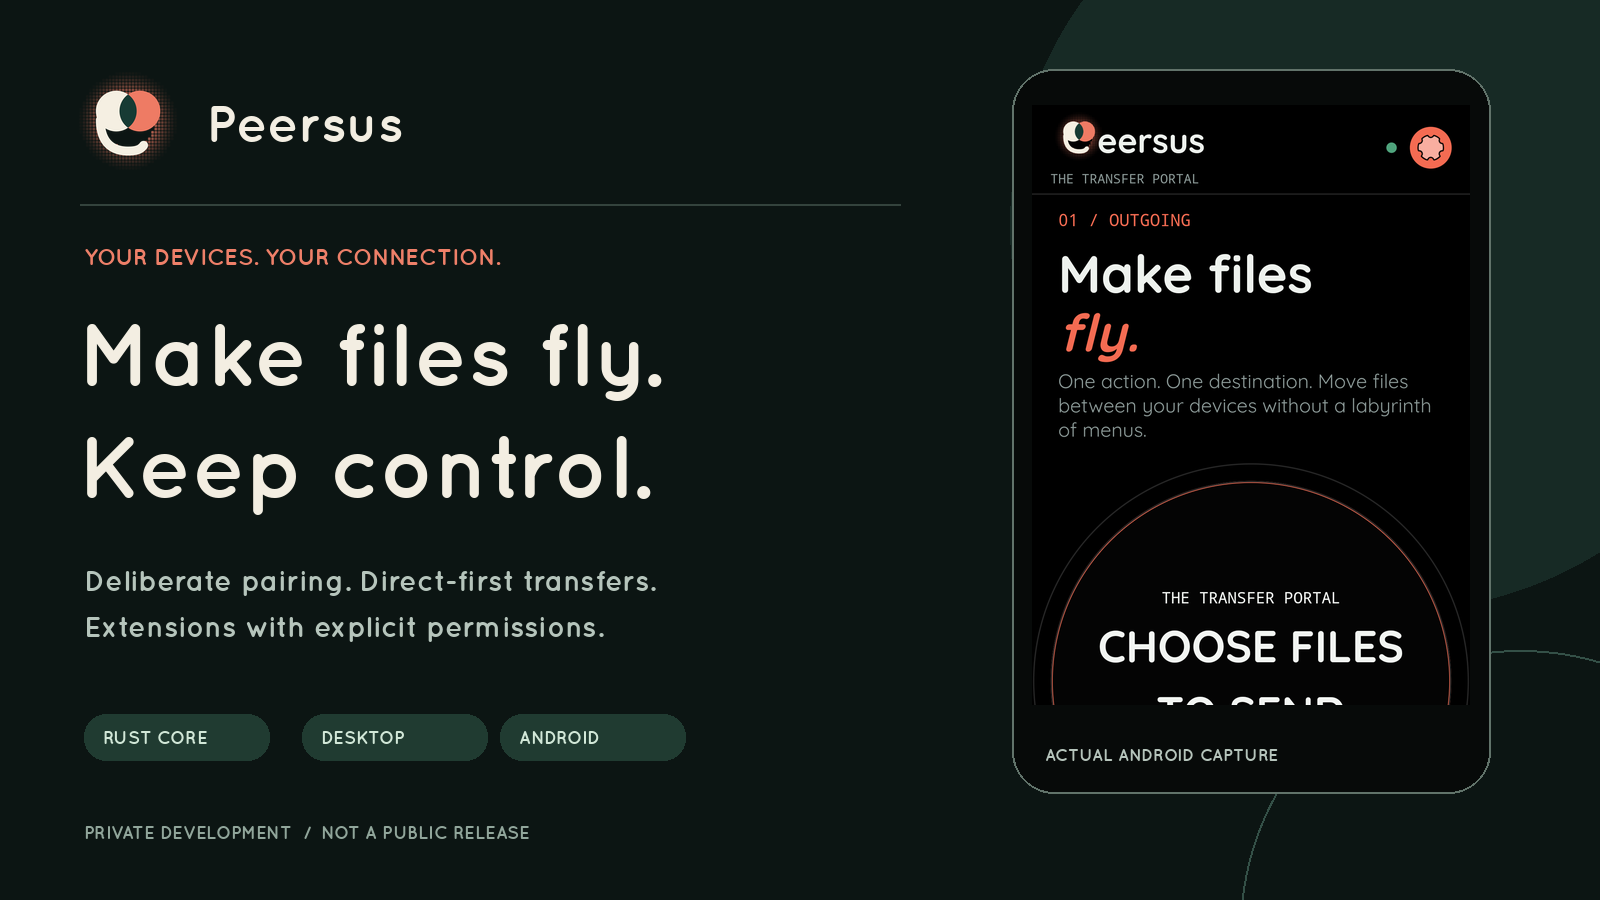 Peersus
YOUR DEVICES. YOUR CONNECTION.
Make files fly.
Keep control.
Deliberate pairing. Direct-first transfers.
Extensions with explicit permissions.
RUST CORE
DESKTOP
ANDROID
PRIVATE DEVELOPMENT / NOT A PUBLIC RELEASE
Peersus
THE TRANSFER PORTAL
01 / OUTGOING
Make files
fly.
One action. One destination. Move files
between your devices without a labyrinth
of menus.
THE TRANSFER PORTAL
CHOOSE FILES
TO SEND
ACTUAL ANDROID CAPTURE